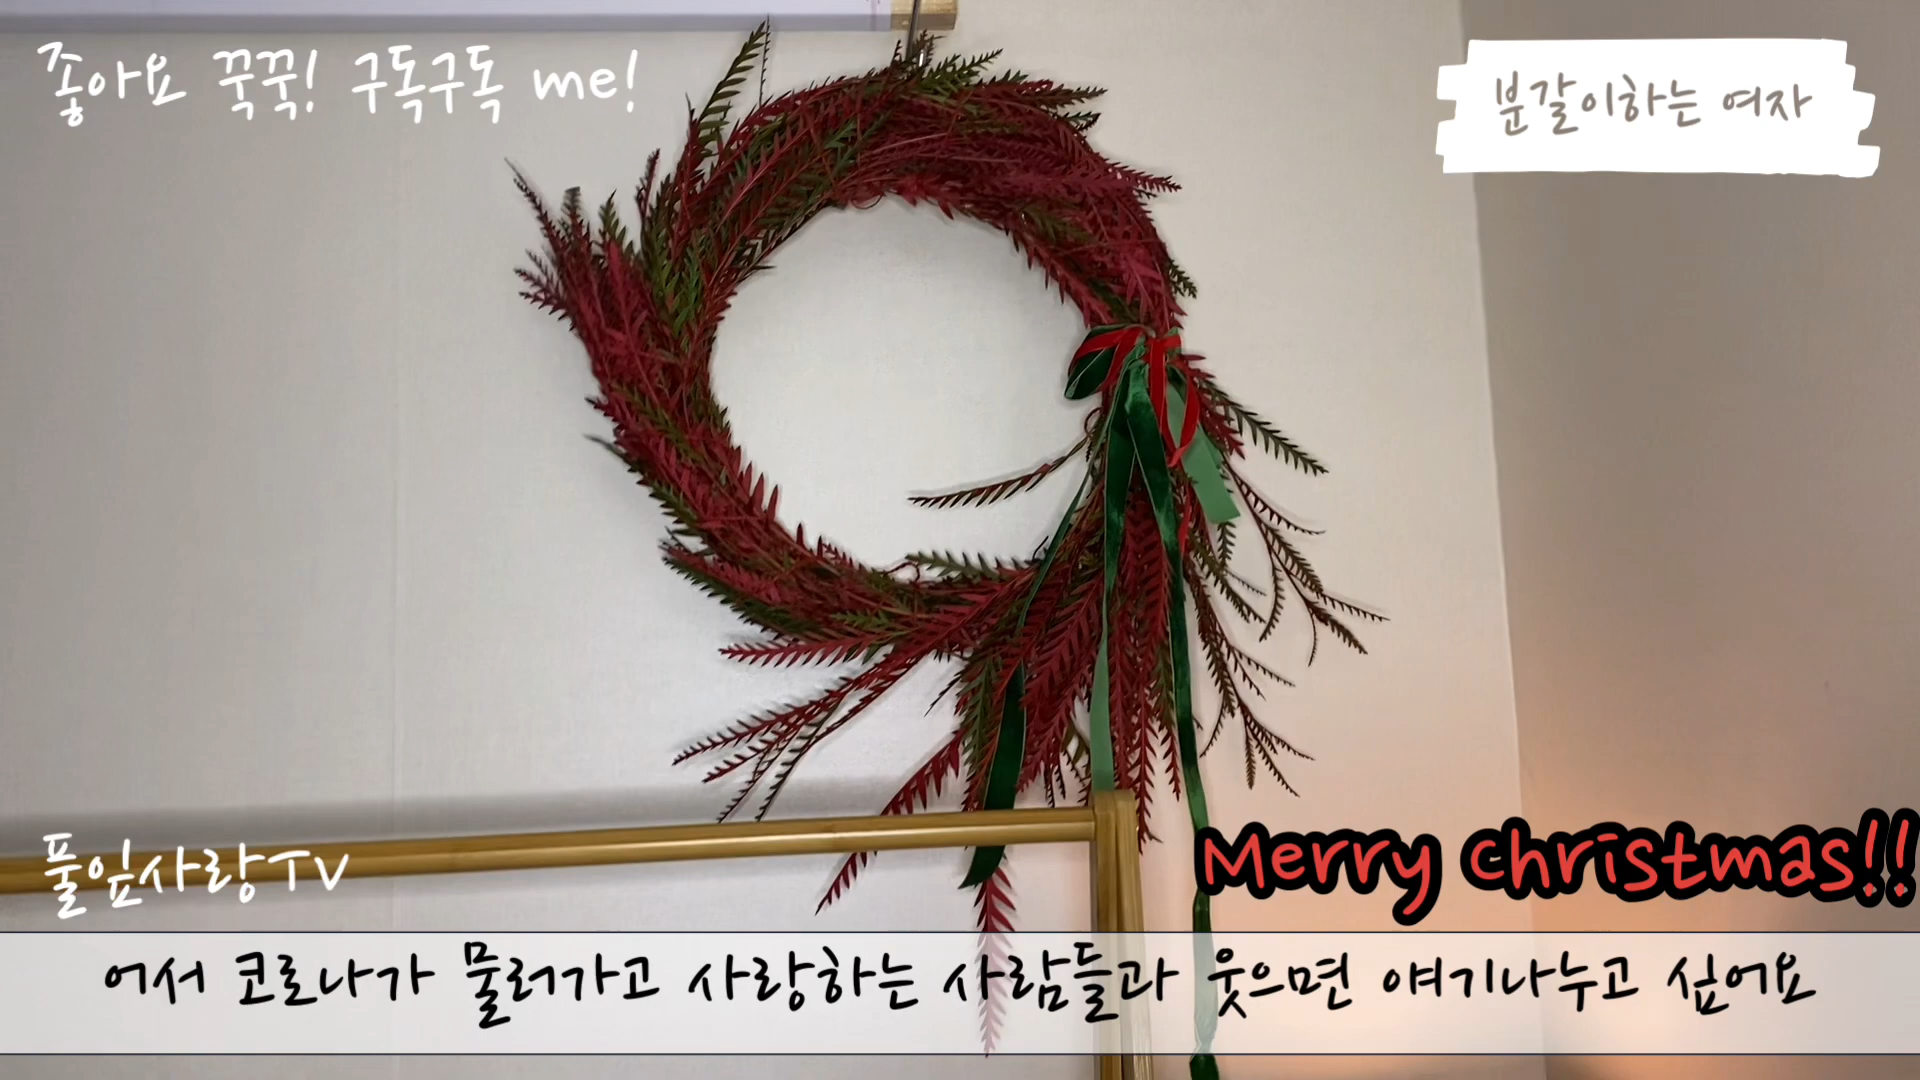 좋아요 꾹꾹! 구독구독 me!
분갈이하는 여자
풀잎사랑TV
Merry christmas!!
어서 코로나가 물러가고 사랑하는 사람들과 웃으면 얘기나누고 싶어요